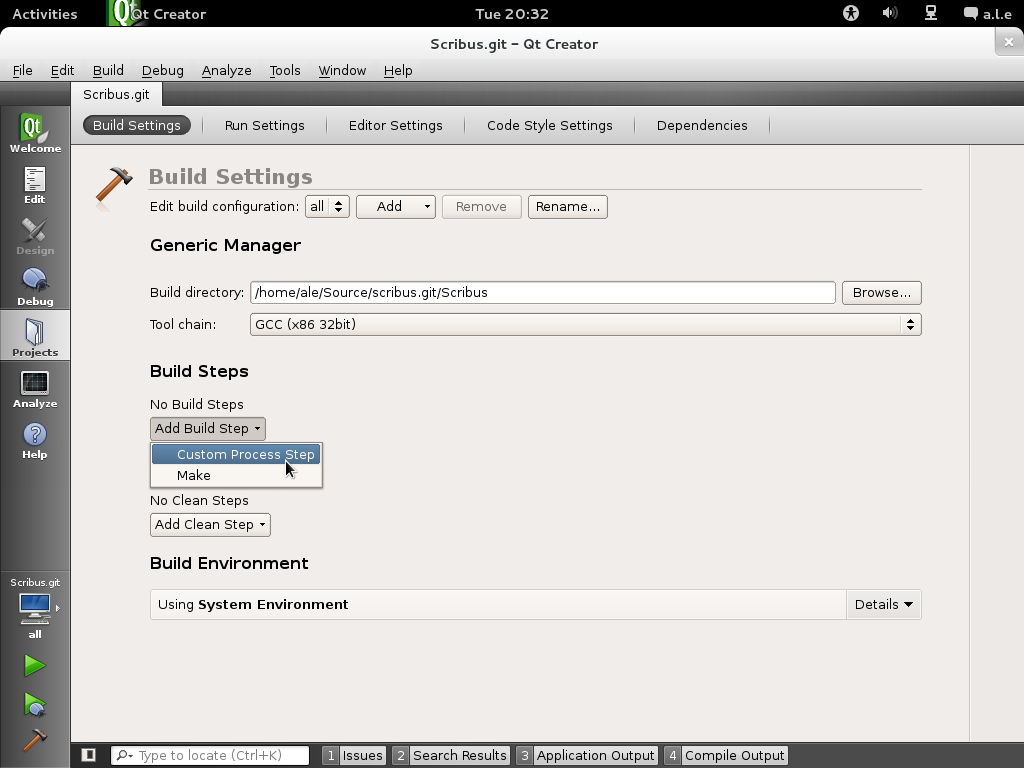 Activities Qt Creator Tue 20:32 a.l.e
Scribus.git – Qt Creator
File Edit Build Debug Analyze Tools Window Help
Scribus.git
Build Settings Run Settings Editor Settings Code Style Settings Dependencies
Welcome
Edit
Design
Debug
Projects
Analyze
Help
Build Settings
Edit build configuration: all Add Remove Rename...
Generic Manager
Build directory: /home/ale/Source/scribus.git/Scribus Browse...
Tool chain: GCC (x86 32bit)
Build Steps
No Build Steps
Add Build Step
Custom Process Step
Make
No Clean Steps
Add Clean Step
Build Environment
Using System Environment Details
Scribus.git
all
Type to locate (Ctrl+K) 1 Issues 2 Search Results 3 Application Output 4 Compile Output